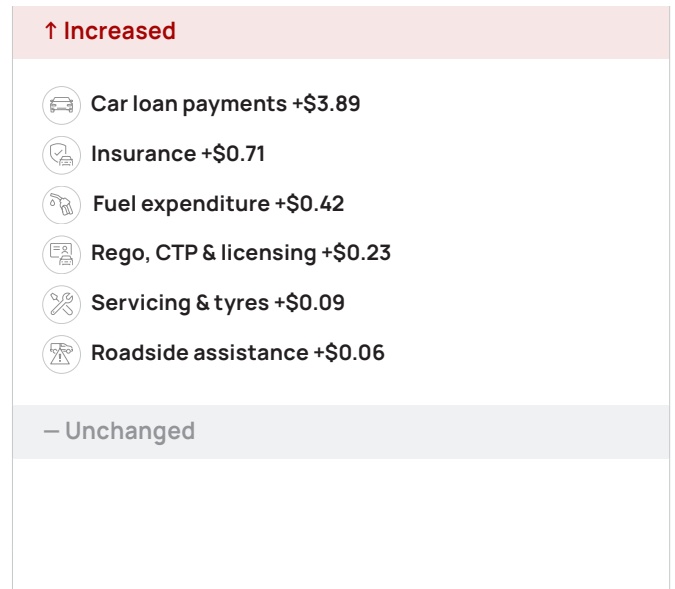 ↑ Increased
Car loan payments +$3.89
Insurance +$0.71
Fuel expenditure +$0.42
Rego, CTP & licensing +$0.23
Servicing & tyres +$0.09
Roadside assistance +$0.06
— Unchanged